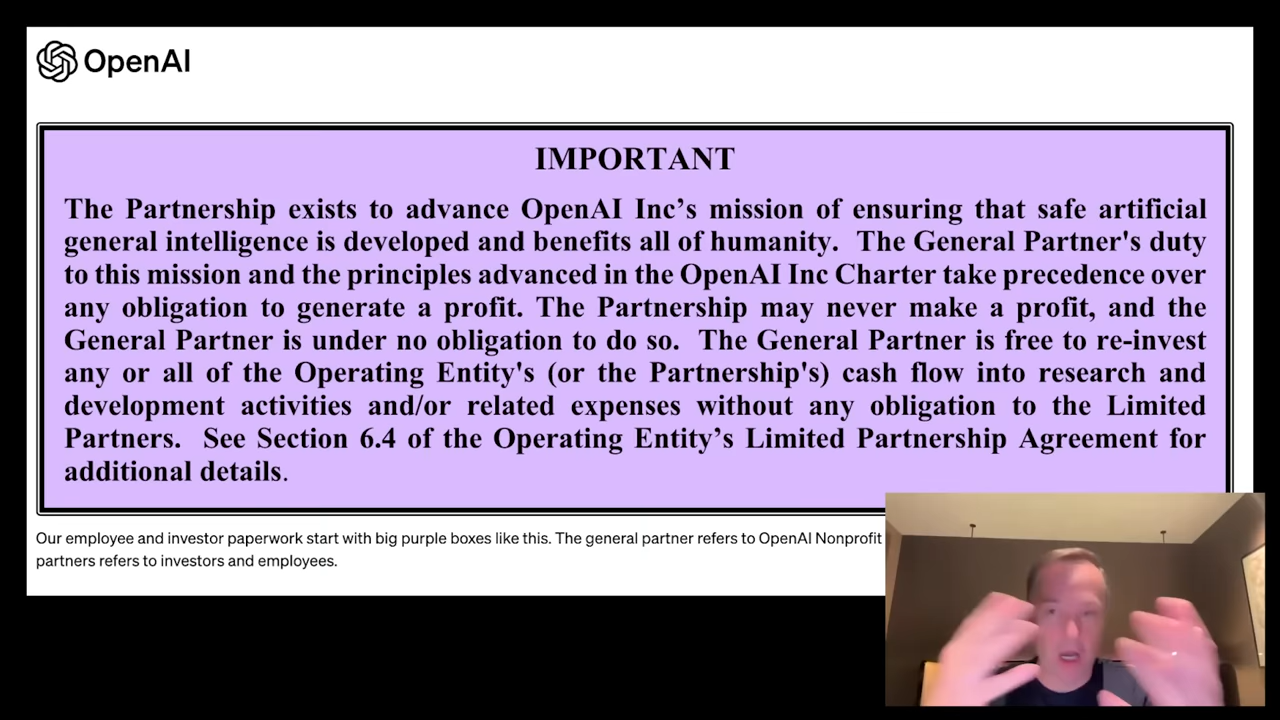 OpenAI
IMPORTANT
The Partnership exists to advance OpenAI Inc’s mission of ensuring that safe artificial
general intelligence is developed and benefits all of humanity.  The General Partner's duty
to this mission and the principles advanced in the OpenAI Inc Charter take precedence over
any obligation to generate a profit. The Partnership may never make a profit, and the
General Partner is under no obligation to do so.  The General Partner is free to re-invest
any or all of the Operating Entity's (or the Partnership's) cash flow into research and
development activities and/or related expenses without any obligation to the Limited
Partners.  See Section 6.4 of the Operating Entity’s Limited Partnership Agreement for
additional details.
Our employee and investor paperwork start with big purple boxes like this. The general partner refers to OpenAI Nonprofit
partners refers to investors and employees.